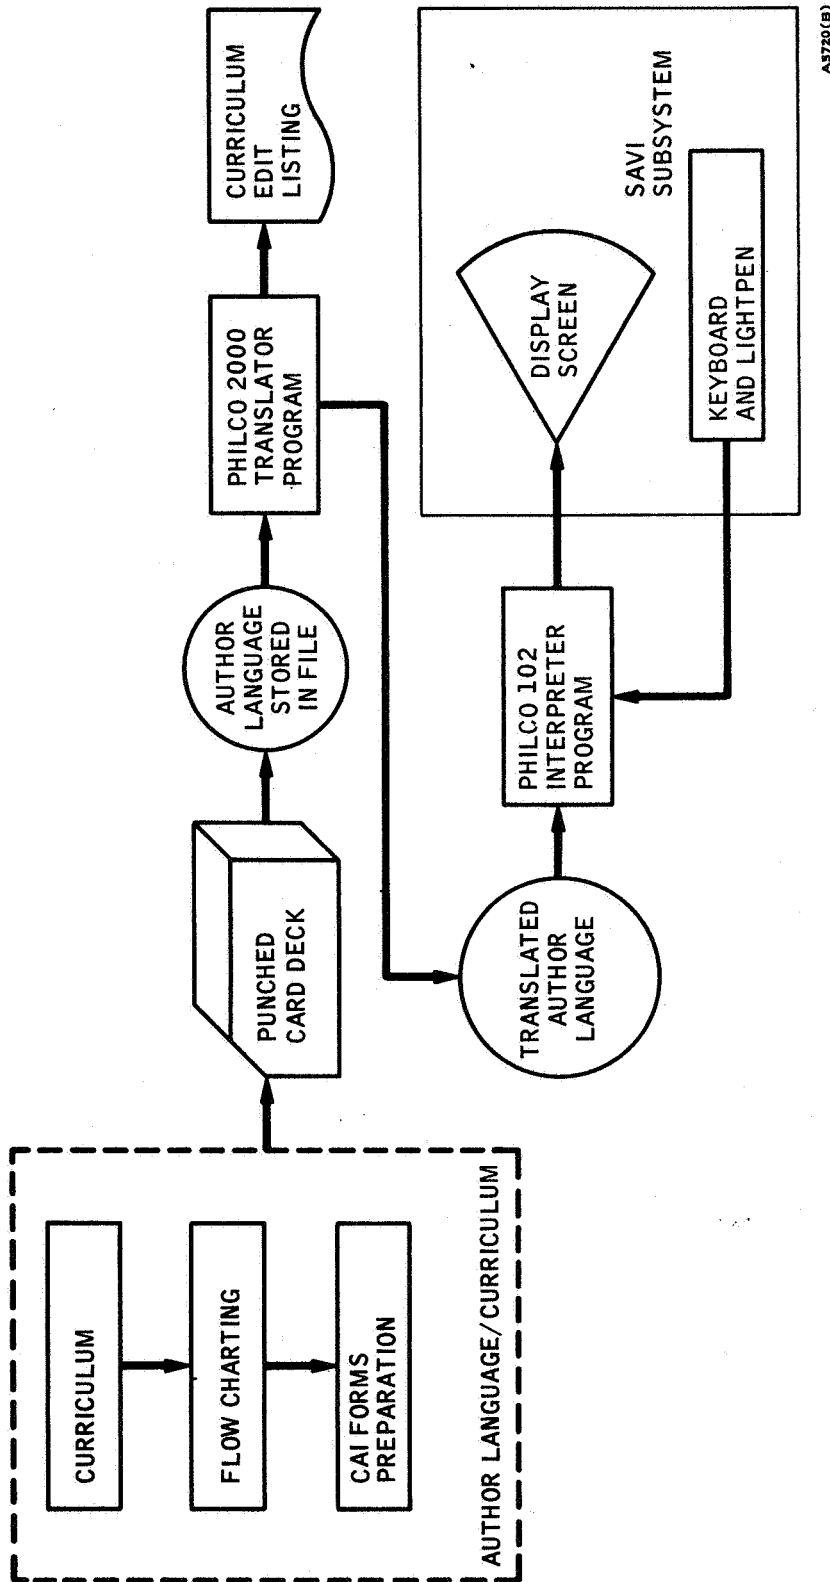 CURRICULUM
FLOW CHARTING
CAI FORMS
PREPARATION
AUTHOR LANGUAGE/CURRICULUM
PUNCHED
CARD DECK
AUTHOR
LANGUAGE
STORED
IN FILE
PHILCO 2000
TRANSLATOR
PROGRAM
CURRICULUM
EDIT
LISTING
TRANSLATED
AUTHOR
LANGUAGE
PHILCO 102
INTERPRETER
PROGRAM
DISPLAY
SCREEN
SAVI
SUBSYSTEM
KEYBOARD
AND LIGHTPEN
A5720(B)